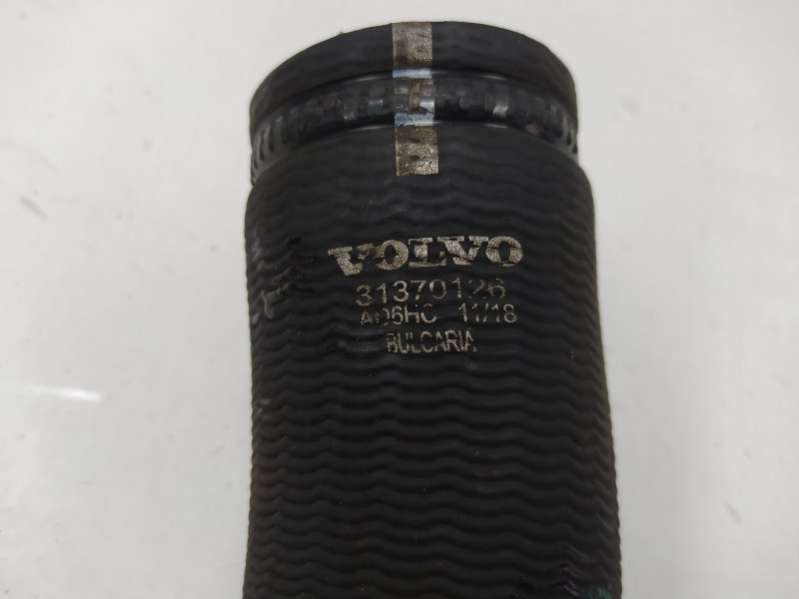 VOLVO
31370126
AD6HC 11/18
BULGARIA